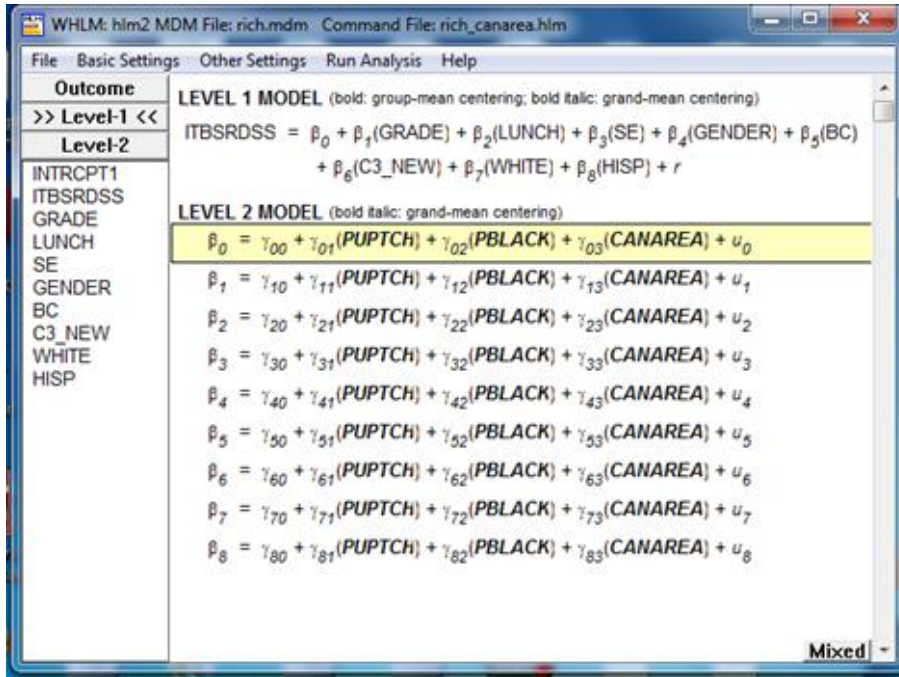 WHLM: hlm2 MDM File: rich.mdm Command File: rich_canarea.hlm
File Basic Settings Other Settings Run Analysis Help
Outcome
>> Level-1 <<
Level-2
INTRCPT1
ITBSRDSS
GRADE
LUNCH
SE
GENDER
BC
C3_NEW
WHITE
HISP
LEVEL 1 MODEL (bold: group-mean centering; bold italic: grand-mean centering)
ITBSRDSS = β₀ + β₁(GRADE) + β₂(LUNCH) + β₃(SE) + β₄(GENDER) + β₅(BC)
+ β₆(C3_NEW) + β₇(WHITE) + β₈(HISP) + r
LEVEL 2 MODEL (bold italic: grand-mean centering)
β₀ = γ₀₀ + γ₀₁(PUPTCH) + γ₀₂(PBLACK) + γ₀₃(CANAREA) + u₀
β₁ = γ₁₀ + γ₁₁(PUPTCH) + γ₁₂(PBLACK) + γ₁₃(CANAREA) + u₁
β₂ = γ₂₀ + γ₂₁(PUPTCH) + γ₂₂(PBLACK) + γ₂₃(CANAREA) + u₂
β₃ = γ₃₀ + γ₃₁(PUPTCH) + γ₃₂(PBLACK) + γ₃₃(CANAREA) + u₃
β₄ = γ₄₀ + γ₄₁(PUPTCH) + γ₄₂(PBLACK) + γ₄₃(CANAREA) + u₄
β₅ = γ₅₀ + γ₅₁(PUPTCH) + γ₅₂(PBLACK) + γ₅₃(CANAREA) + u₅
β₆ = γ₆₀ + γ₆₁(PUPTCH) + γ₆₂(PBLACK) + γ₆₃(CANAREA) + u₆
β₇ = γ₇₀ + γ₇₁(PUPTCH) + γ₇₂(PBLACK) + γ₇₃(CANAREA) + u₇
β₈ = γ₈₀ + γ₈₁(PUPTCH) + γ₈₂(PBLACK) + γ₈₃(CANAREA) + u₈
Mixed